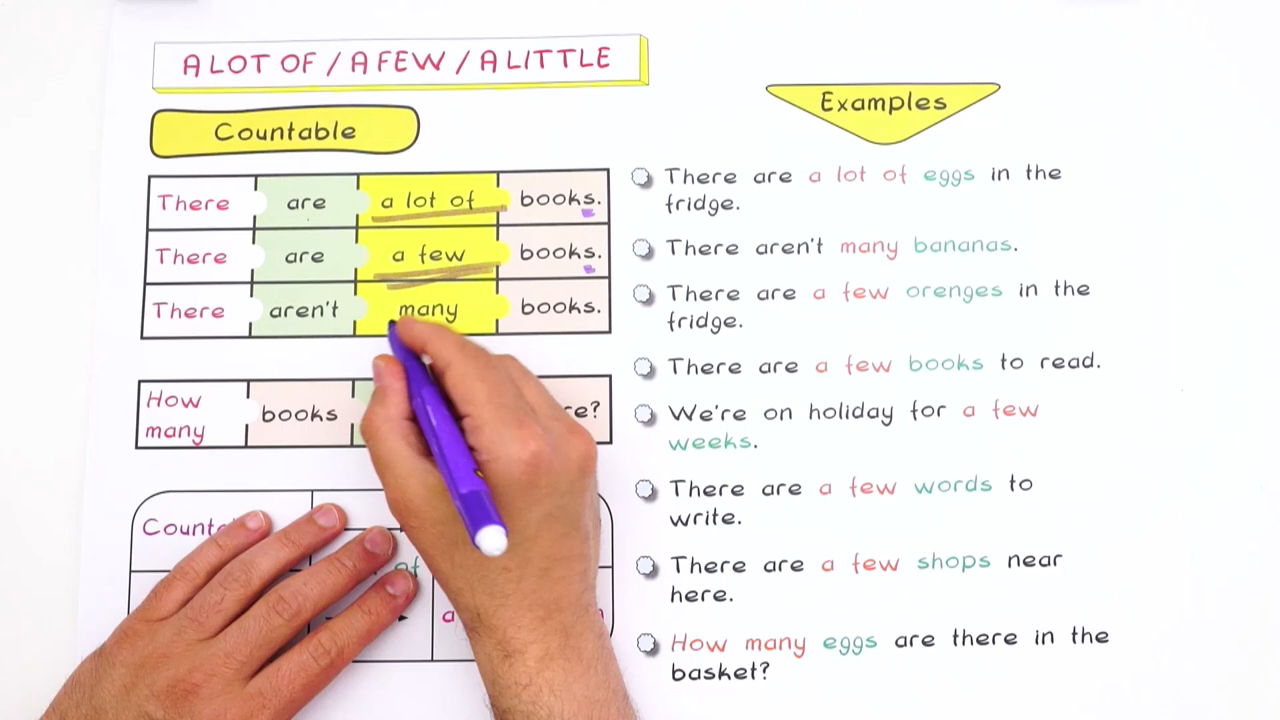 A LOT OF / A FEW / A LITTLE
Countable
There are a lot of books.
There are a few books.
There aren't many books.
How
many
books
Examples
There are a lot of eggs in the
fridge.
There aren't many bananas.
There are a few orenges in the
fridge.
There are a few books to read.
We're on holiday for a few
weeks.
There are a few words to
write.
There are a few shops near
here.
How many eggs are there in the
basket?